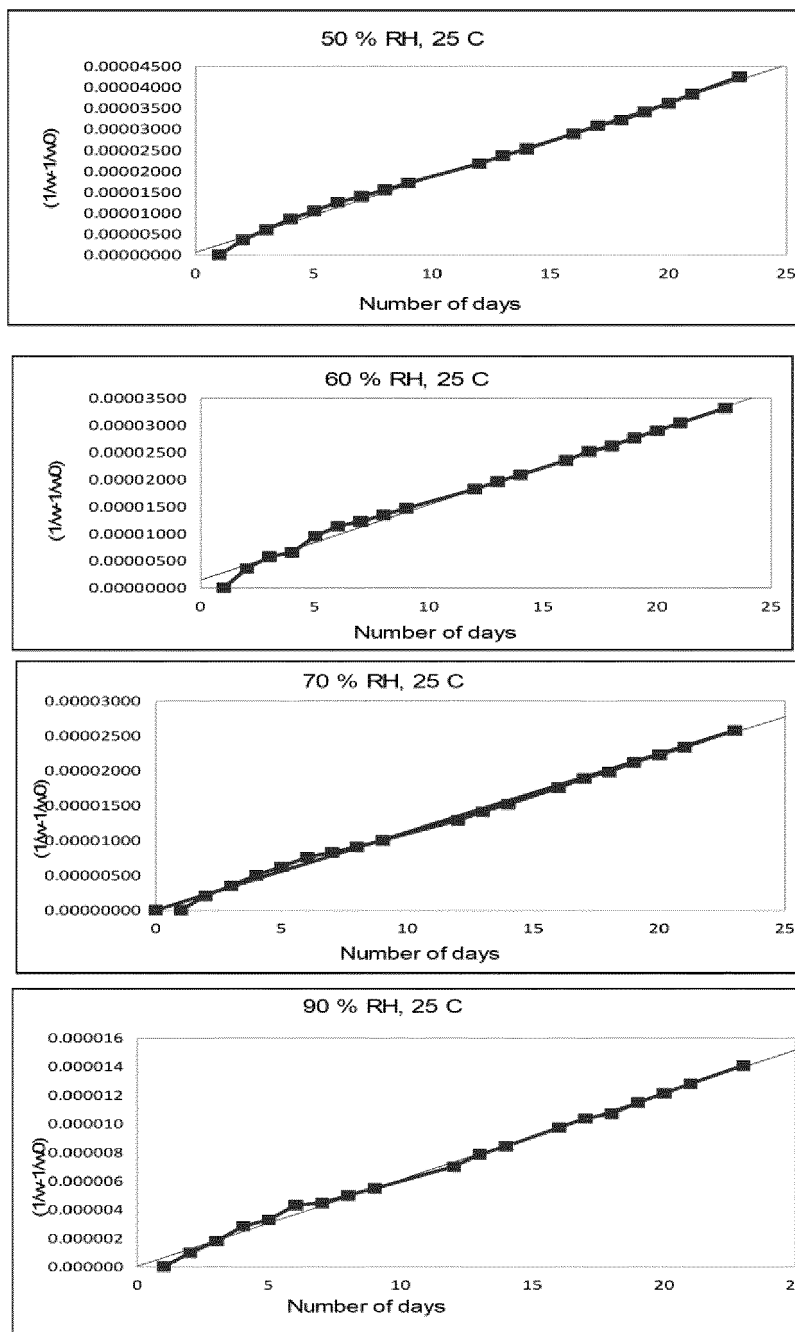 50 % RH, 25 C
0.00004500
0.00004000
0.00003500
0.00003000
0.00002500
0.00002000
0.00001500
0.00001000
0.00000500
0.00000000
(1/w-1/w0)
0 5 10 15 20 25
Number of days
60 % RH, 25 C
0.00003500
0.00003000
0.00002500
0.00002000
0.00001500
0.00001000
0.00000500
0.00000000
(1/w-1/w0)
0 5 10 15 20 25
Number of days
70 % RH, 25 C
0.00003000
0.00002500
0.00002000
0.00001500
0.00001000
0.00000500
0.00000000
(1/w-1/w0)
0 5 10 15 20 25
Number of days
90 % RH, 25 C
0.000016
0.000014
0.000012
0.000010
0.000008
0.000006
0.000004
0.000002
0.000000
(1/w-1/w0)
0 5 10 15 20 2
Number of days